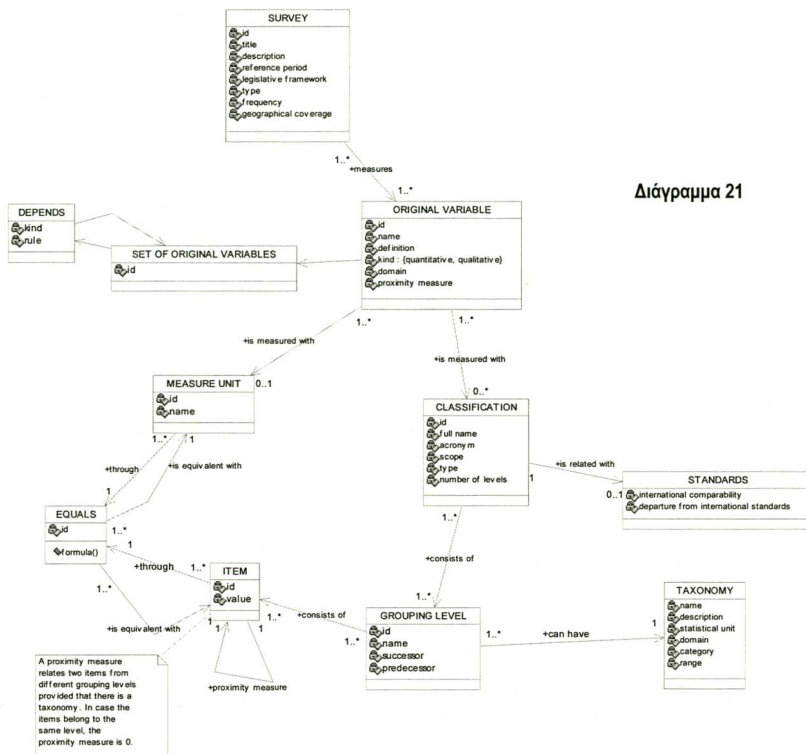 SURVEY
id
title
description
reference period
legislative framework
type
frequency
geographical coverage
1..*
+measures
1..*
Διάγραμμα 21
DEPENDS
kind
rule
SET OF ORIGINAL VARIABLES
id
ORIGINAL VARIABLE
id
name
definition
kind : {quantitative, qualitative}
domain
proximity measure
1..*
1..*
+is measured with
+is measured with
MEASURE UNIT
id
name
0..1
0..*
CLASSIFICATION
id
full name
acronym
scope
type
number of levels
1..*
1
+through
+is equivalent with
1
+is related with
0..1
STANDARDS
international comparability
departure from international standards
1
1..*
EQUALS
id
formula()
1
+through
1..*
1..*
+is equivalent with
ITEM
id
value
1
1
1
1..*
+consists of
1..*
1..*
+consists of
1..*
GROUPING LEVEL
id
name
successor
predecessor
1..*
+can have
1
TAXONOMY
name
description
statistical unit
domain
category
range
+proximity measure
A proximity measure
relates two items from
different grouping levels
provided that there is a
taxonomy. In case the
items belong to the
same level, the
proximity measure is 0.